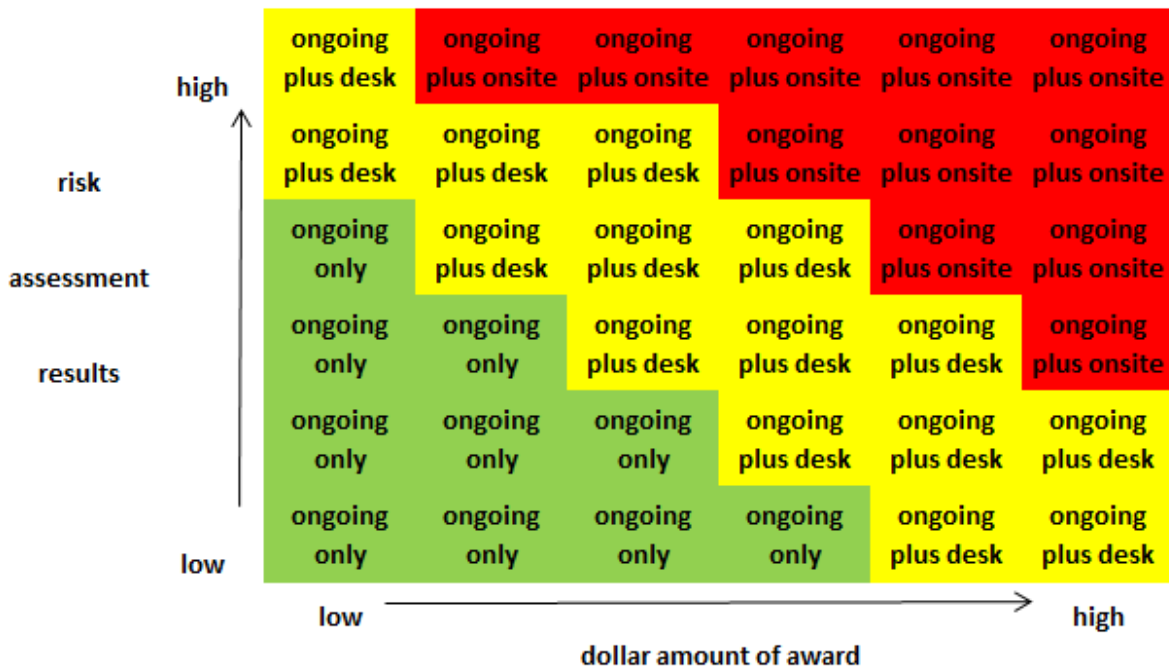 ongoing ongoing ongoing ongoing ongoing ongoing
plus desk plus onsite plus onsite plus onsite plus onsite plus onsite
high
ongoing ongoing ongoing ongoing ongoing ongoing
plus desk plus desk plus desk plus onsite plus onsite plus onsite
risk
ongoing ongoing ongoing ongoing ongoing ongoing
only plus desk plus desk plus desk plus onsite plus onsite
assessment
ongoing ongoing ongoing ongoing ongoing ongoing
only only plus desk plus desk plus desk plus onsite
results
ongoing ongoing ongoing ongoing ongoing ongoing
only only only plus desk plus desk plus desk
ongoing ongoing ongoing ongoing ongoing ongoing
only only only only plus desk plus desk
low
low high
dollar amount of award